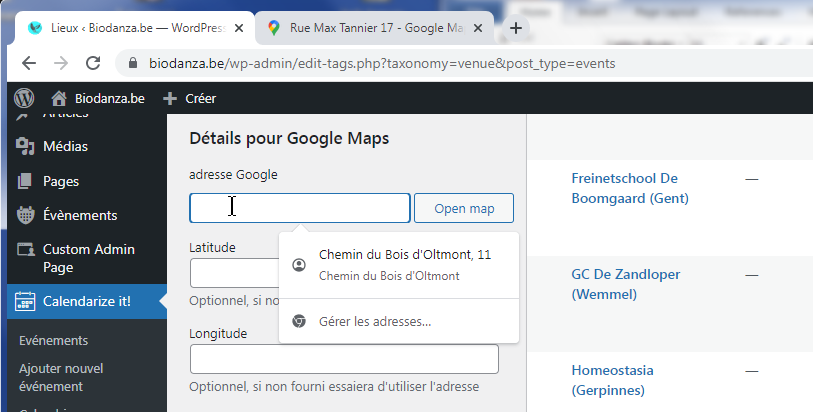 Lieux ‹ Biodanza.be — WordPres
Rue Max Tannier 17 - Google Ma
biodanza.be/wp-admin/edit-tags.php?taxonomy=venue&post_type=events
Biodanza.be
+ Créer
Articles
Médias
Pages
Évènements
Custom Admin
Page
Calendarize it!
Evénements
Ajouter nouvel
événement
Détails pour Google Maps
adresse Google
Open map
Chemin du Bois d'Oltmont, 11
Chemin du Bois d'Oltmont
Gérer les adresses...
Latitude
Optionnel, si no
Longitude
Optionnel, si non fourni essaiera d'utiliser l'adresse
Freinetschool De
Boomgaard (Gent)
—
GC De Zandloper
(Wemmel)
—
Homeostasia
(Gerpinnes)
—